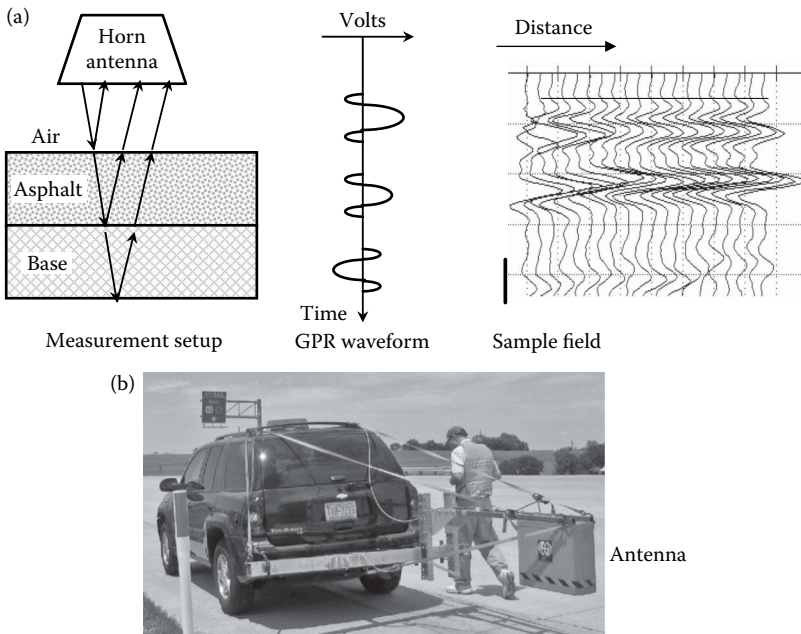 (a)
Horn
antenna
Air
Asphalt
Base
Measurement setup
Volts
Time
GPR waveform
Distance
Sample field
(b)
Antenna